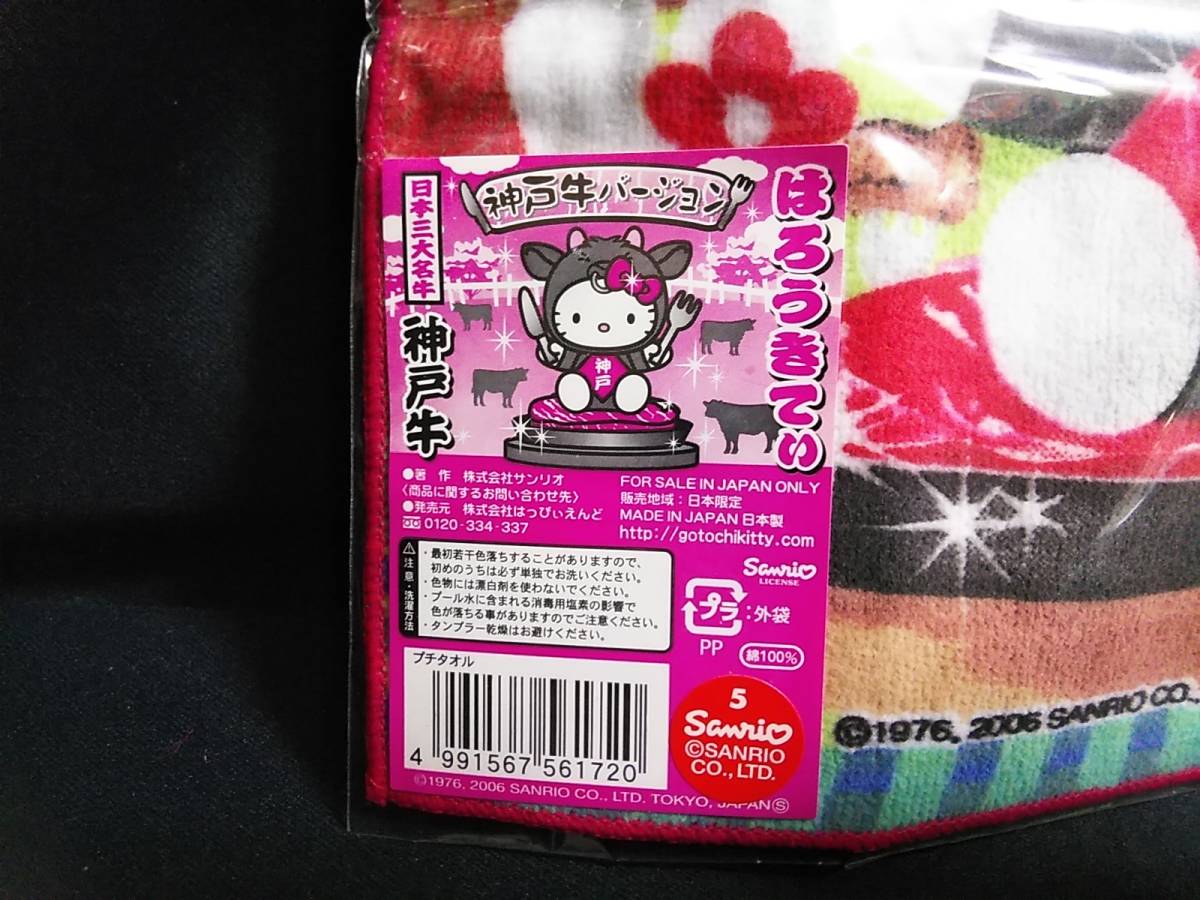 日本三大名牛
神戸牛
神戸牛バージョン
はろうきてぃ
神戸
●著 作 株式会社サンリオ
〈商品に関するお問い合わせ先〉
●発売元 株式会社はっぴぃえんど
0120-334-337
FOR SALE IN JAPAN ONLY
販売地域:日本限定
MADE IN JAPAN 日本製
http://gotochikitty.com
注意・洗濯方法
・最初若干色落ちすることがありますので、
初めのうちは必ず単独でお洗いください。
・色物には漂白剤を使わないでください。
・プール水に含まれる消毒用塩素の影響で
色が落ちる事がありますのでご注意ください。
・タンブラー乾燥はお避けください。
Sanrio
LICENSE
プラ:外袋
PP
綿100%
プチタオル
4 991567 561720
5
Sanrio
©SANRIO
CO., LTD.
©1976, 2006 SANRIO CO., LTD. TOKYO, JAPAN Ⓢ
©1976, 2006 SANRIO CO.,